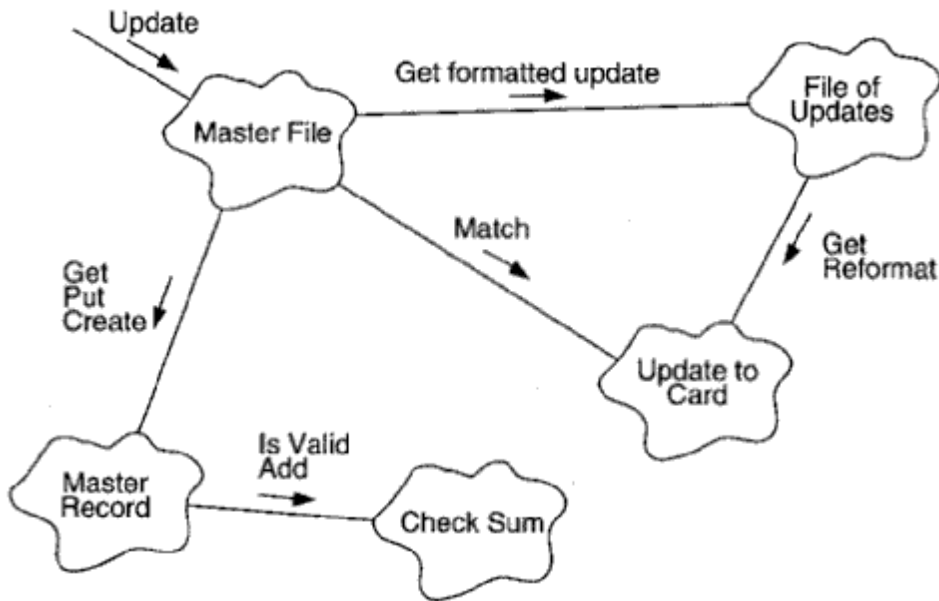 Update
Get formatted update
File of
Updates
Master File
Match
Get
Reformat
Get
Put
Create
Update to
Card
Is Valid
Add
Master
Record
Check Sum